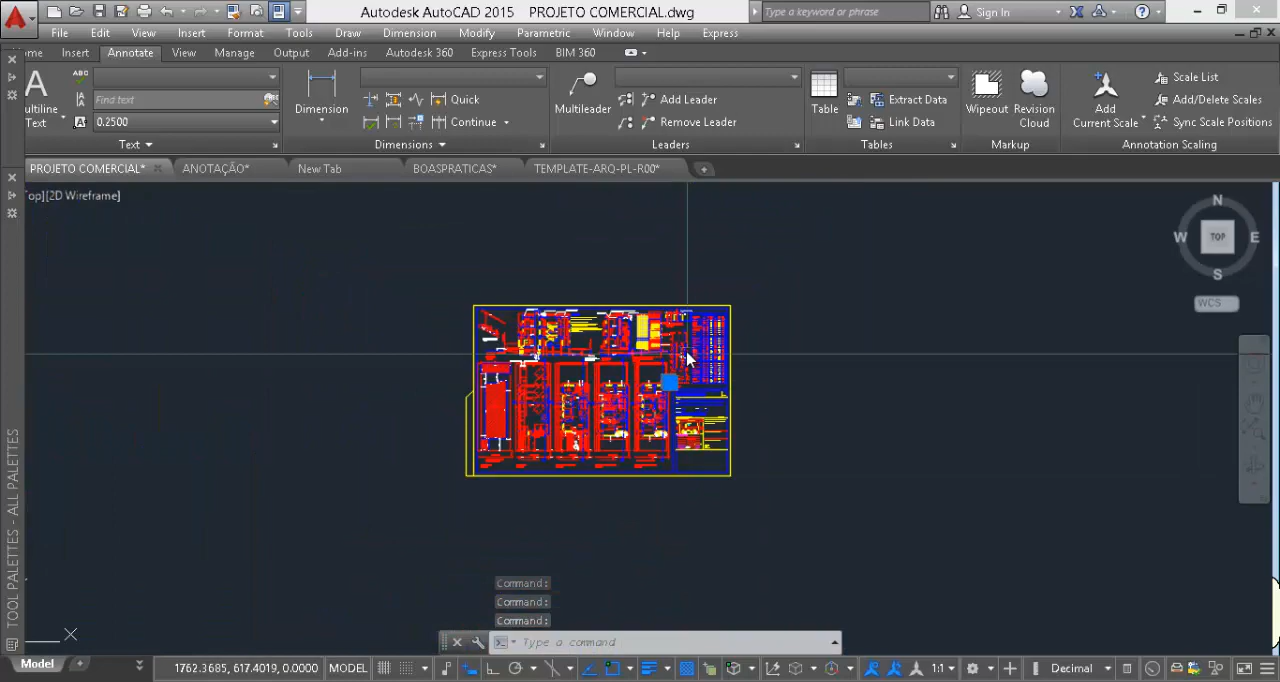 Autodesk AutoCAD 2015 PROJETO COMERCIAL.dwg
Type a keyword or phrase
Sign In
File Edit View Insert Format Tools Draw Dimension Modify Parametric Window Help Express
ome Insert Annotate View Manage Output Add-ins Autodesk 360 Express Tools BIM 360
A ABC Quick Add Leader Extract Data Scale List
ultiline Text
Find text
0.2500
Dimension
Continue
Multileader
Remove Leader
Table
Link Data
Wipeout
Revision Cloud
Add Current Scale
Add/Delete Scales
Sync Scale Positions
Text Dimensions Leaders Tables Markup Annotation Scaling
PROJETO COMERCIAL* ANOTAÇÃO* New Tab BOASPRATICAS* TEMPLATE-ARQ-PL-R00*
op][2D Wireframe]
N
W TOP E
S
WCS
TOOL PALETTES - ALL PALETTES
Command:
Command:
Command:
Type a command
Model
1762.3685, 617.4019, 0.0000 MODEL 1:1 Decimal